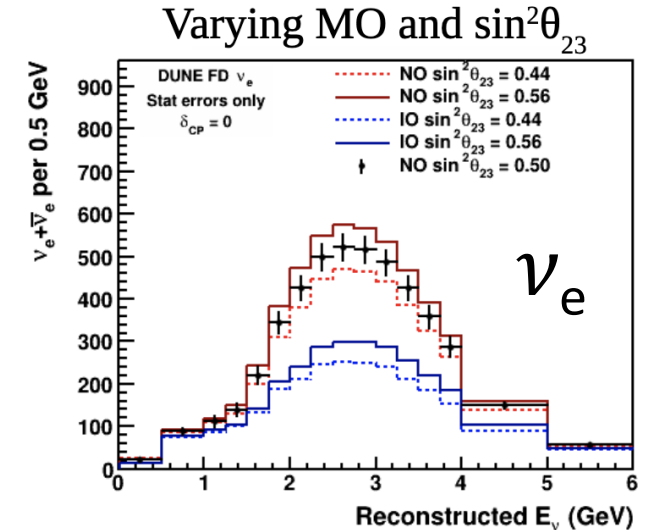 Varying MO and sin²θ₂₃
DUNE FD νₑ
Stat errors only
δCP = 0
NO sin²θ₂₃ = 0.44
NO sin²θ₂₃ = 0.56
IO sin²θ₂₃ = 0.44
IO sin²θ₂₃ = 0.56
NO sin²θ₂₃ = 0.50
νₑ+ν̅ₑ per 0.5 GeV
900
800
700
600
500
400
300
200
100
0
νₑ
0 1 2 3 4 5 6
Reconstructed Eᵥ (GeV)